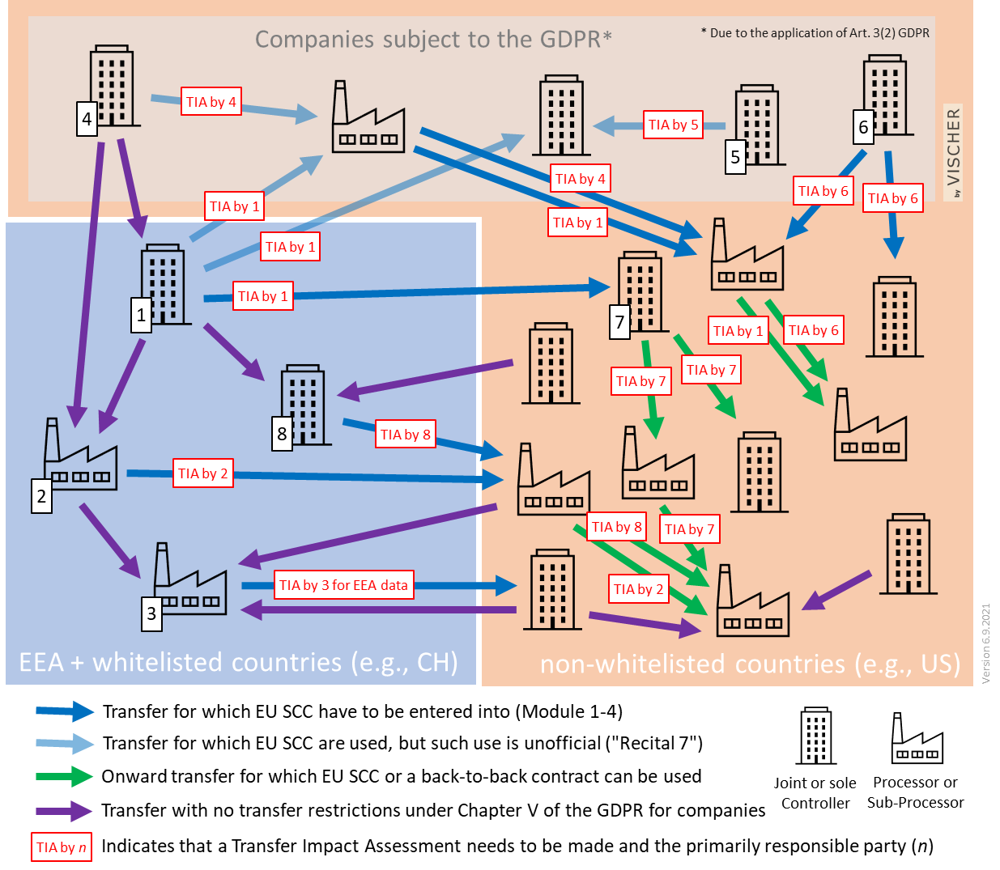 Companies subject to the GDPR*
* Due to the application of Art. 3(2) GDPR
by VISCHER
4
TIA by 4
TIA by 5
5
6
TIA by 1
TIA by 4
TIA by 6
TIA by 6
TIA by 1
TIA by 1
1
TIA by 1
7
TIA by 1
TIA by 6
8
TIA by 7
TIA by 7
TIA by 8
2
TIA by 2
TIA by 8
TIA by 7
3
TIA by 3 for EEA data
TIA by 2
EEA + whitelisted countries (e.g., CH)
non-whitelisted countries (e.g., US)
Version 6.9.2021
Transfer for which EU SCC have to be entered into (Module 1-4)
Transfer for which EU SCC are used, but such use is unofficial ("Recital 7")
Onward transfer for which EU SCC or a back-to-back contract can be used
Transfer with no transfer restrictions under Chapter V of the GDPR for companies
TIA by n
Indicates that a Transfer Impact Assessment needs to be made and the primarily responsible party (n)
Joint or sole
Controller
Processor or
Sub-Processor